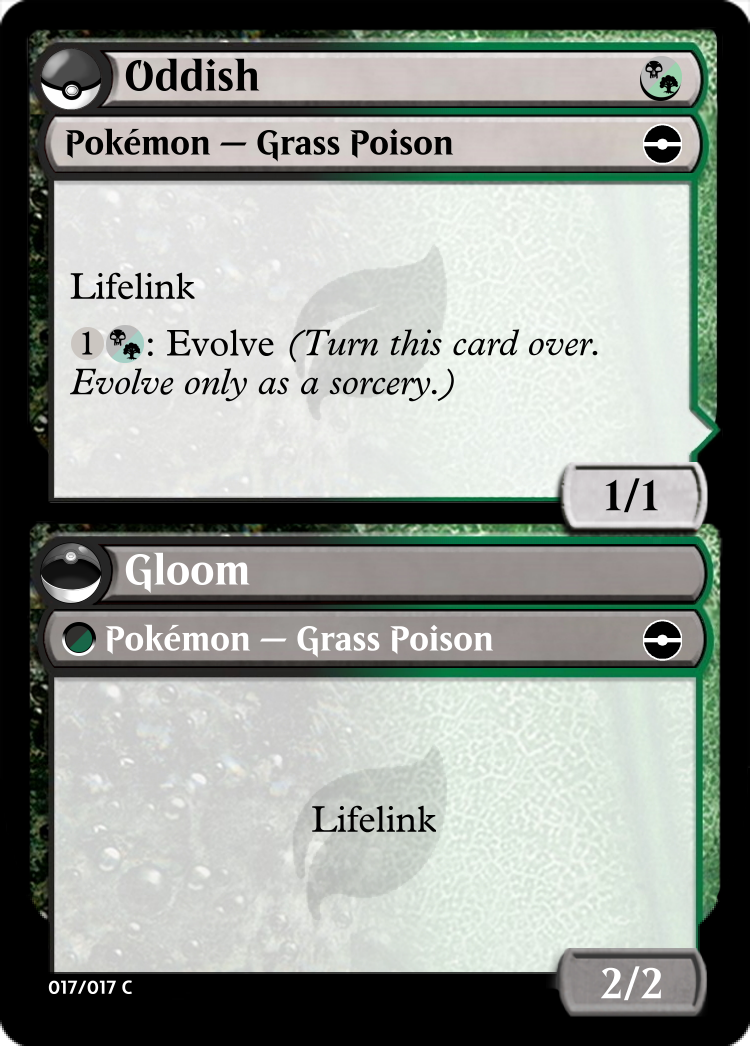 Oddish
Pokémon — Grass Poison
Lifelink
1 : Evolve (Turn this card over.
Evolve only as a sorcery.)
1/1
Gloom
Pokémon — Grass Poison
Lifelink
2/2
017/017 C